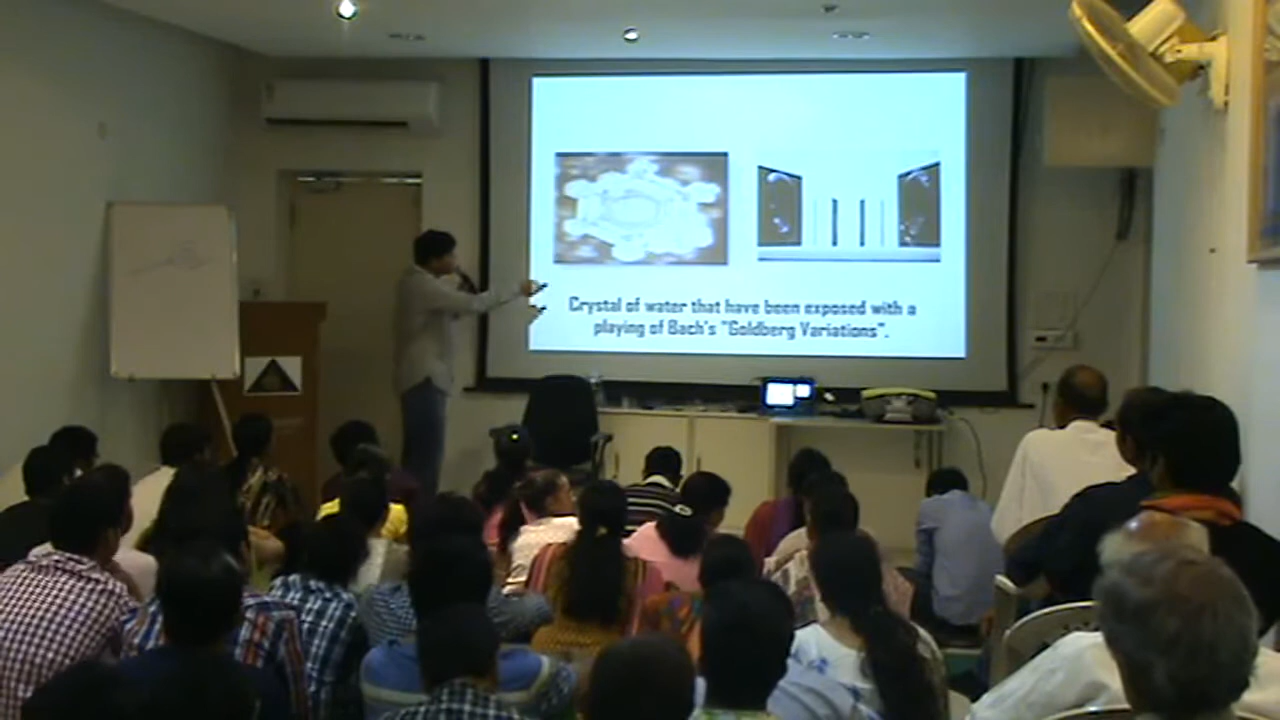 Crystal of water that have been exposed with a
playing of Bach's "Goldberg Variations".